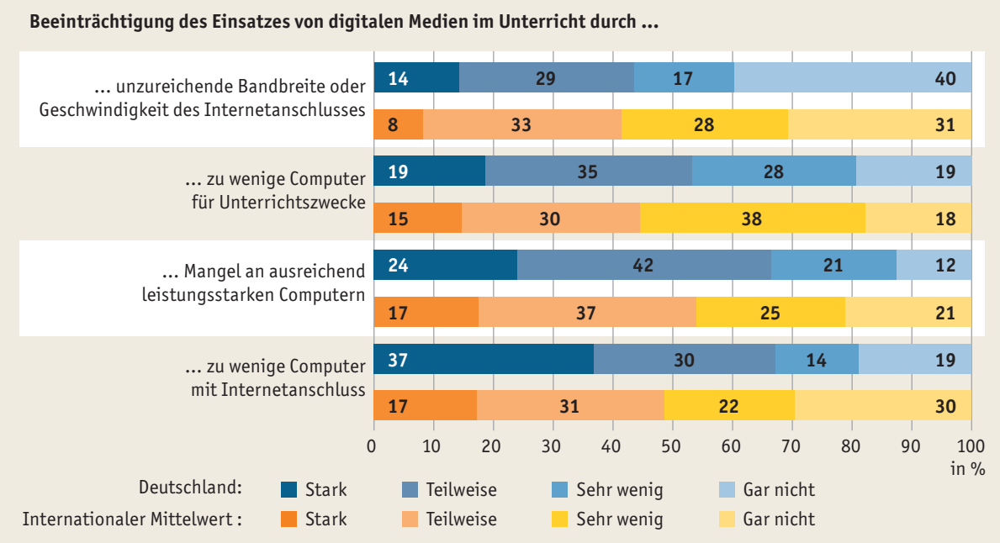 Beeinträchtigung des Einsatzes von digitalen Medien im Unterricht durch ...
... unzureichende Bandbreite oder
Geschwindigkeit des Internetanschlusses
14 29 17 40
8 33 28 31
... zu wenige Computer
für Unterrichtszwecke
19 35 28 19
15 30 38 18
... Mangel an ausreichend
leistungsstarken Computern
24 42 21 12
17 37 25 21
... zu wenige Computer
mit Internetanschluss
37 30 14 19
17 31 22 30
0 10 20 30 40 50 60 70 80 90 100
in %
Deutschland: Stark Teilweise Sehr wenig Gar nicht
Internationaler Mittelwert : Stark Teilweise Sehr wenig Gar nicht